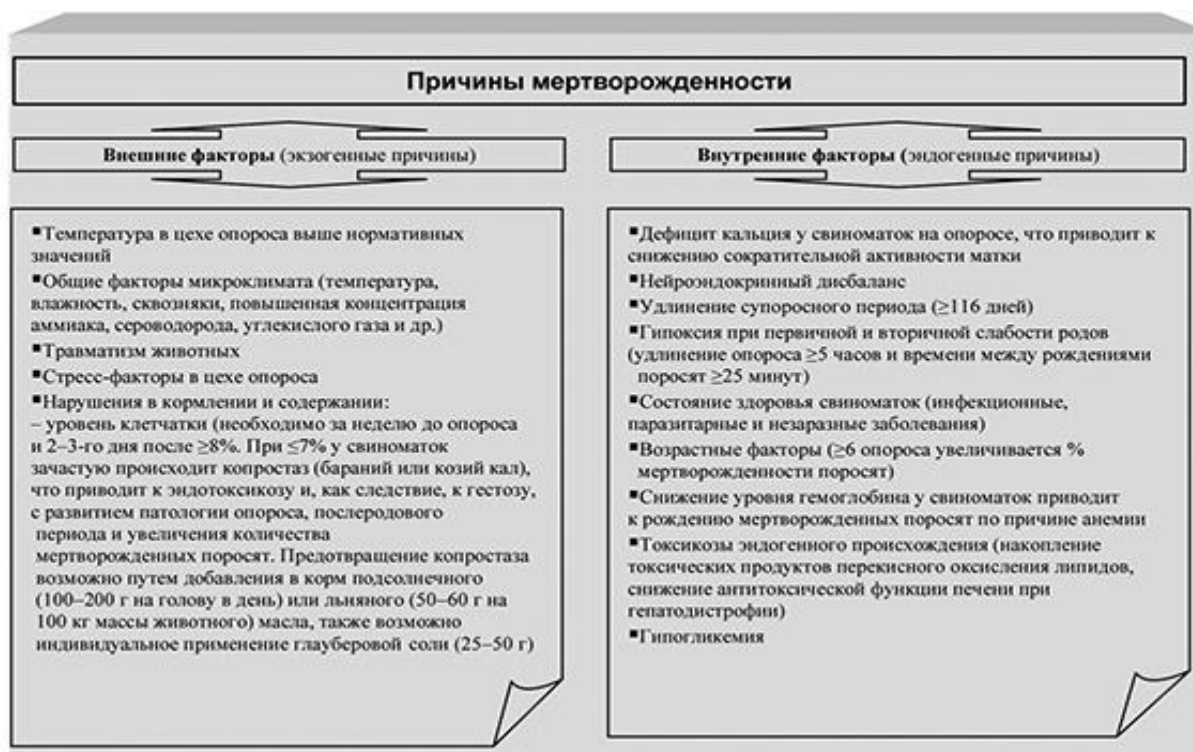 Причины мертворожденности
Внешние факторы (экзогенные причины)
▪Температура в цехе опороса выше нормативных
значений
▪Общие факторы микроклимата (температура,
влажность, сквозняки, повышенная концентрация
аммиака, сероводорода, углекислого газа и др.)
▪Травматизм животных
▪Стресс-факторы в цехе опороса
▪Нарушения в кормлении и содержании:
– уровень клетчатки (необходимо за неделю до опороса
и 2–3-го дня после ≥8%. При ≤7% у свиноматок
зачастую происходит копростаз (бараний или козий кал),
что приводит к эндотоксикозу и, как следствие, к гестозу,
с развитием патологии опороса, послеродового
периода и увеличения количества
мертворожденных поросят. Предотвращение копростаза
возможно путем добавления в корм подсолнечного
(100–200 г на голову в день) или льняного (50–60 г на
100 кг массы животного) масла, также возможно
индивидуальное применение глауберовой соли (25–50 г)
Внутренние факторы (эндогенные причины)
▪Дефицит кальция у свиноматок на опоросе, что приводит к
снижению сократительной активности матки
▪Нейроэндокринный дисбаланс
▪Удлинение супоросного периода (≥116 дней)
▪Гипоксия при первичной и вторичной слабости родов
(удлинение опороса ≥5 часов и времени между рождениями
поросят ≥25 минут)
▪Состояние здоровья свиноматок (инфекционные,
паразитарные и незаразные заболевания)
▪Возрастные факторы (≥6 опороса увеличивается %
мертворожденности поросят)
▪Снижение уровня гемоглобина у свиноматок приводит
к рождению мертворожденных поросят по причине анемии
▪Токсикозы эндогенного происхождения (накопление
токсических продуктов перекисного оксисления липидов,
снижение антитоксической функции печени при
гепатодистрофии)
▪Гипогликемия